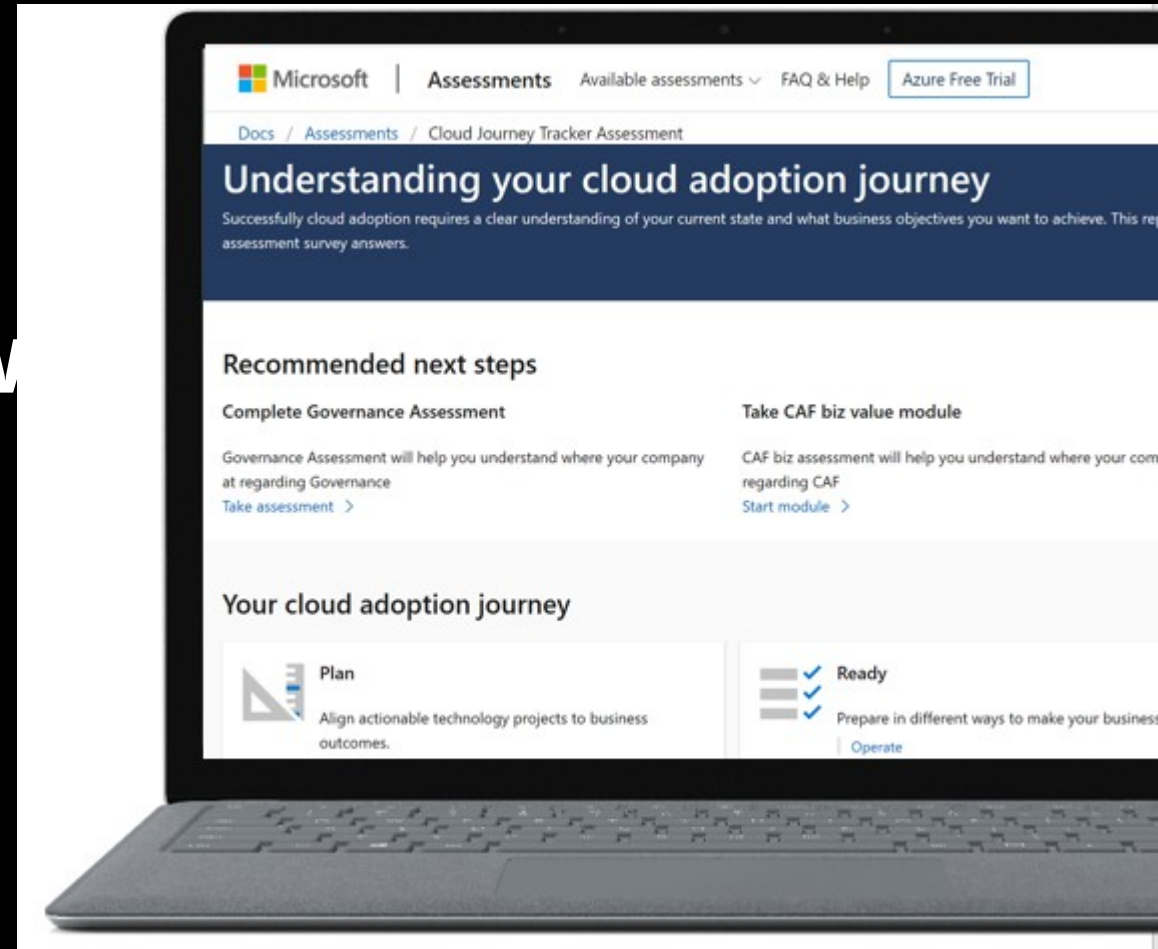 Microsoft | Assessments Available assessments FAQ & Help Azure Free Trial
Docs / Assessments / Cloud Journey Tracker Assessment
Understanding your cloud adoption journey
Successfully cloud adoption requires a clear understanding of your current state and what business objectives you want to achieve. This
assessment survey answers.
Recommended next steps
Complete Governance Assessment
Governance Assessment will help you understand where your company
at regarding Governance
Take assessment >
Take CAF biz value module
CAF biz assessment will help you understand where your
regarding CAF
Start module >
Your cloud adoption journey
Plan
Align actionable technology projects to business
outcomes.
Ready
Prepare in different ways to make your business
Operate